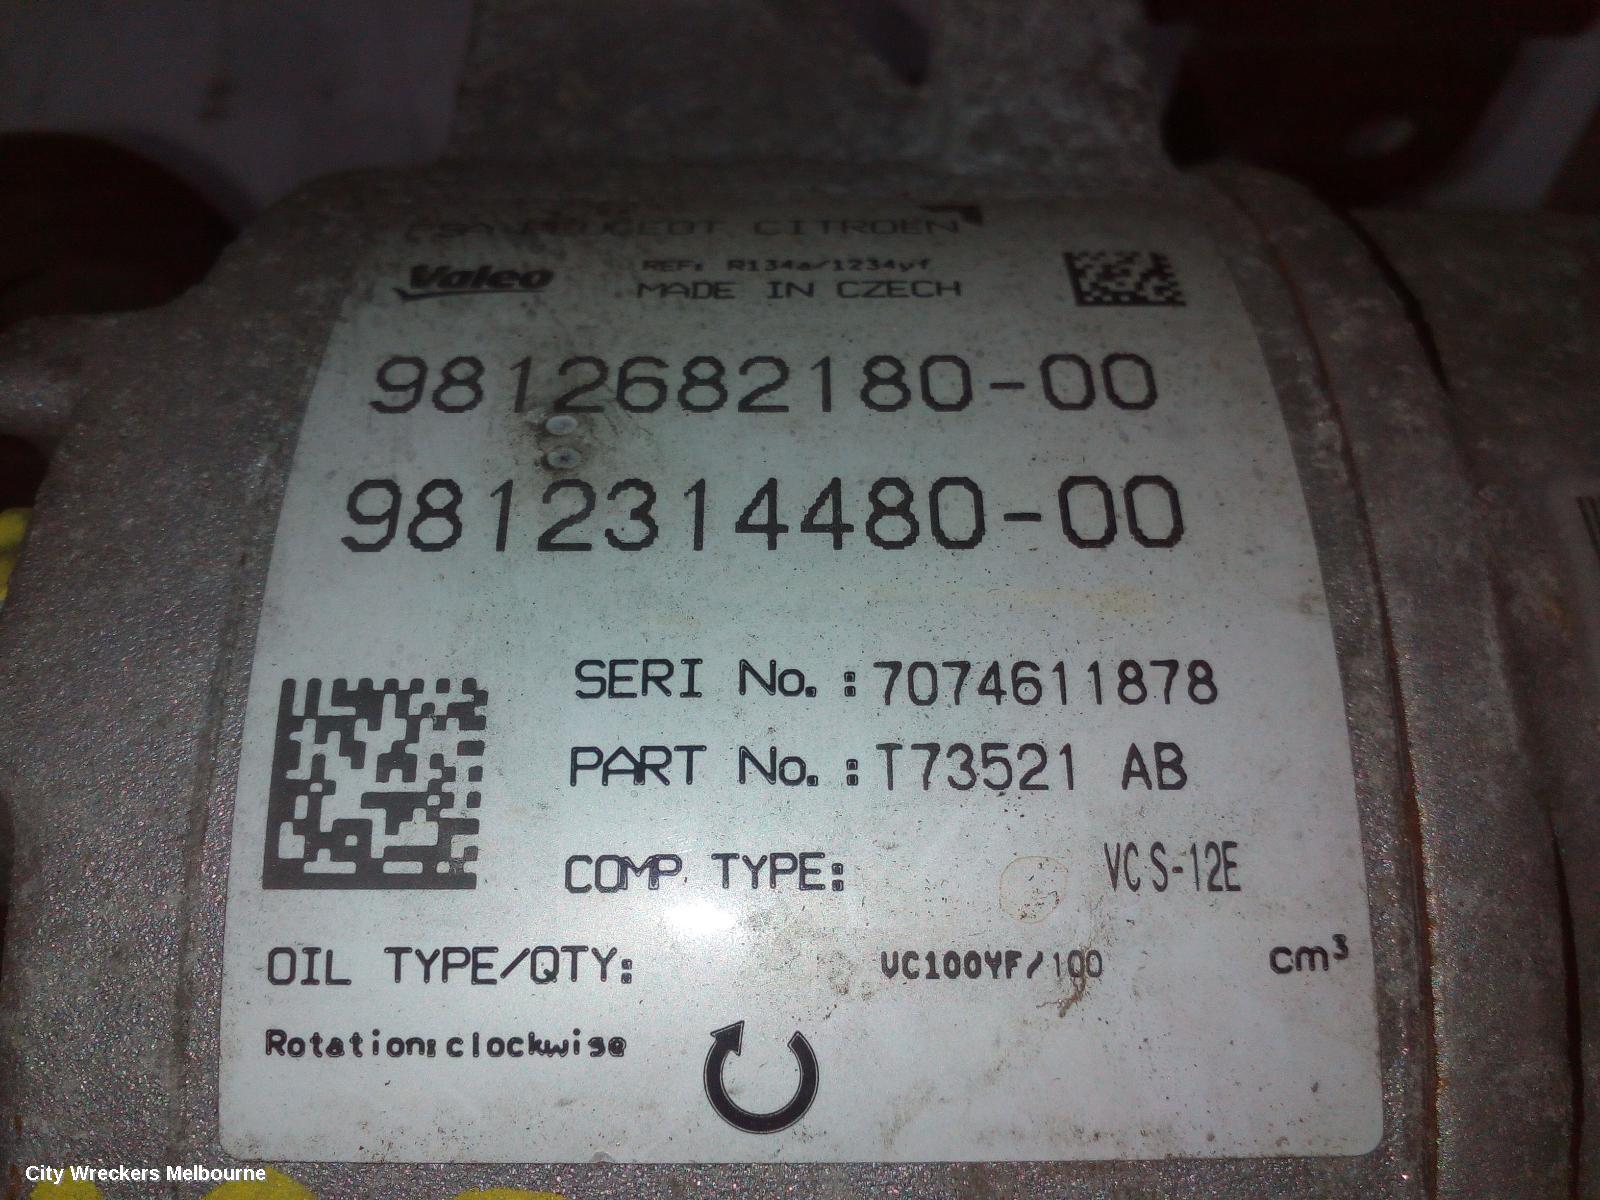 PSA PEUGEOT CITROEN
Valeo
REF: R134a/1234yf
MADE IN CZECH
9812682180-00
9812314480-00
SERI No.:7074611878
PART No.:T73521 AB
COMP TYPE: VCS-12E
OIL TYPE/QTY: VC100YF/100 cm³
Rotation:clockwise
City Wreckers Melbourne